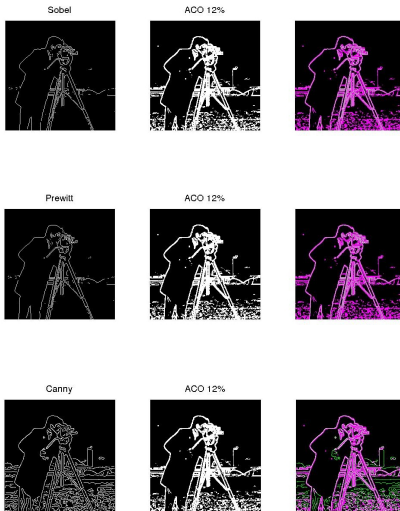 Sobel
ACO 12%
Prewitt
ACO 12%
Canny
ACO 12%